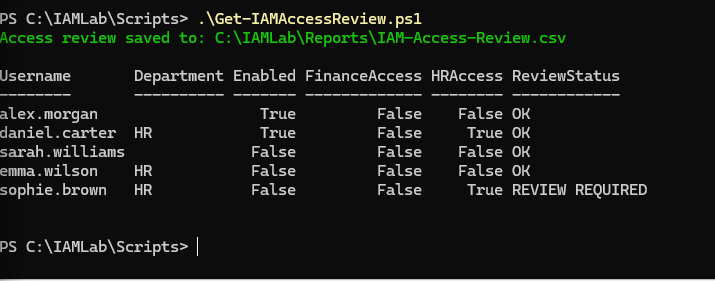 PS C:\IAMLab\Scripts> .\Get-IAMAccessReview.ps1
Access review saved to: C:\IAMLab\Reports\IAM-Access-Review.csv
Username       Department Enabled FinanceAccess HRAccess ReviewStatus
--------       ---------- ------- ------------- -------- ------------
alex.morgan                  True         False    False OK
daniel.carter  HR            True         False     True OK
sarah.williams              False         False    False OK
emma.wilson    HR           False         False    False OK
sophie.brown   HR           False         False     True REVIEW REQUIRED
PS C:\IAMLab\Scripts>